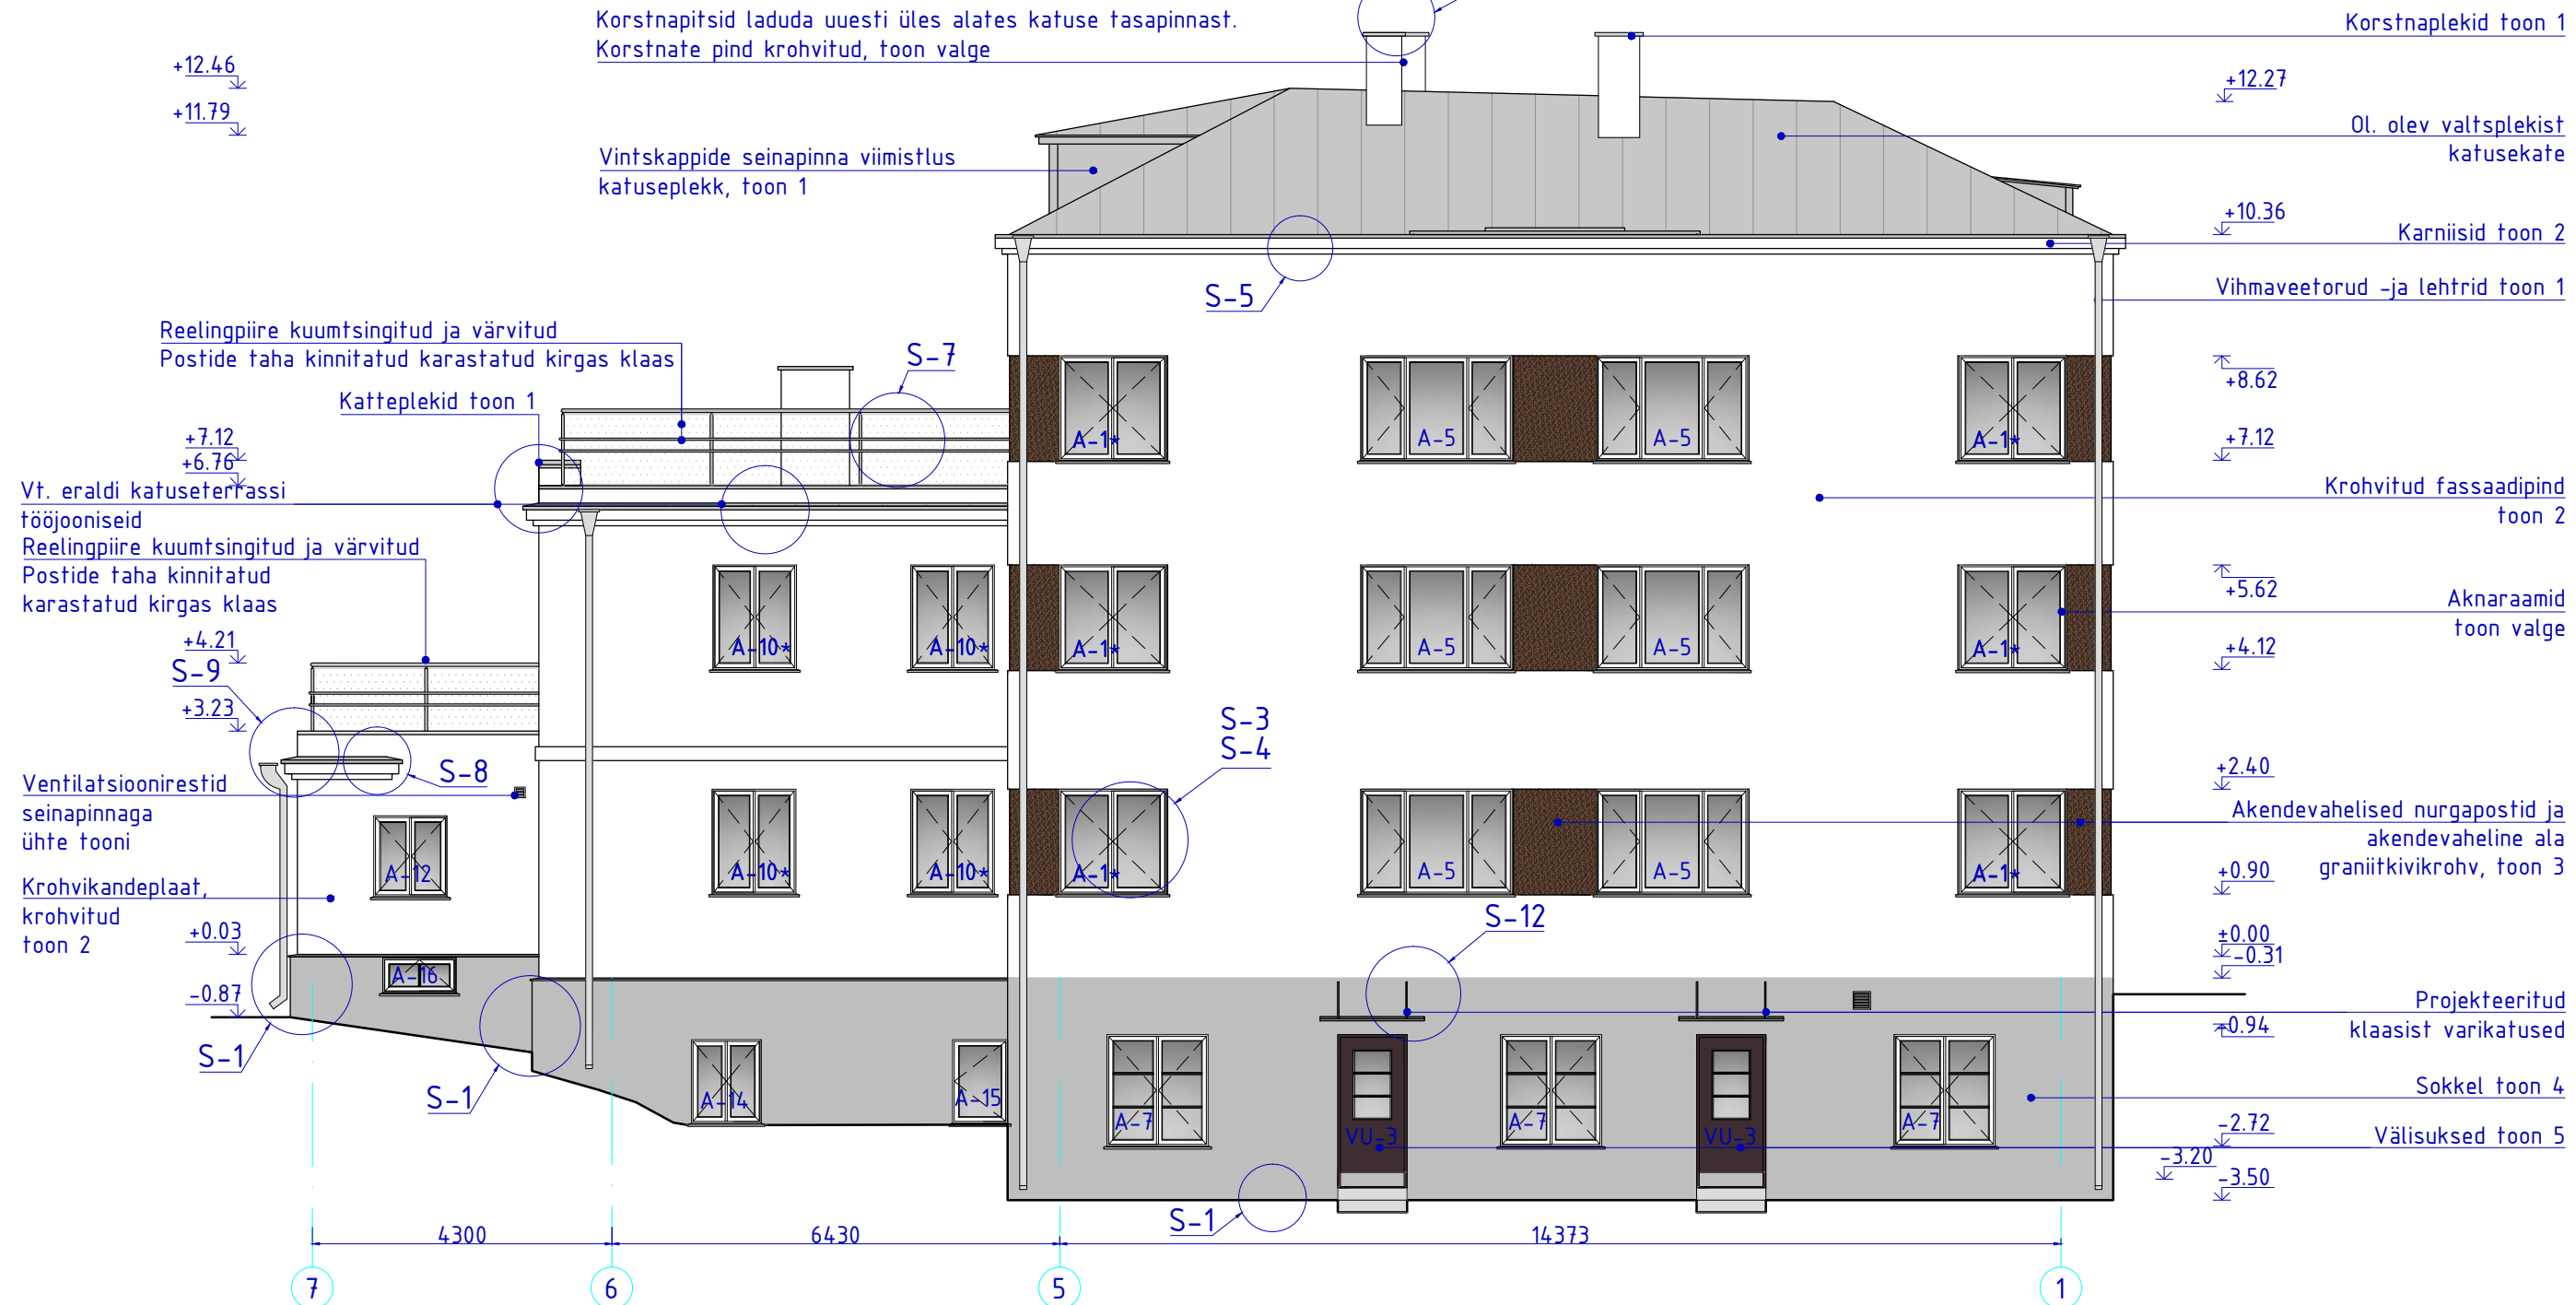 Korstnapitsid laduda uuesti üles alates katuse tasapinnast.
Korstnate pind krohvitud, toon valge
Korstnaplekid toon 1
+12.46
+12.27
+11.79
Ol. olev valtsplekist
katusekate
Vintskappide seinapinna viimistlus
katuseplekk, toon 1
+10.36
Karniisid toon 2
S-5
Vihmaveetorud -ja lehtrid toon 1
Reelingpiire kuumtsingitud ja värvitud
Postide taha kinnitatud karastatud kirgas klaas
S-7
+8.62
Katteplekid toon 1
+7.12
+6.76
A-1*
A-5
A-5
A-1*
+7.12
Vt. eraldi katuseterrassi
tööjooniseid
Krohvitud fassaadipind
toon 2
Reelingpiire kuumtsingitud ja värvitud
Postide taha kinnitatud
karastatud kirgas klaas
+5.62
Aknaraamid
toon valge
+4.21
A-10*
A-10*
A-1*
A-5
A-5
A-1*
+4.12
S-9
+3.23
S-3
S-4
S-8
+2.40
Ventilatsioonirestid
seinapinnaga
ühte tooni
Akendevahelised nurgapostid ja
akendevaheline ala
graniitkivikrohv, toon 3
A-12
A-10*
A-10*
A-1*
A-5
A-5
A-1*
+0.90
Krohvikandeplaat,
krohvitud
toon 2
S-12
+0.03
±0.00
-0.31
A-16
-0.87
Projekteeritud
klaasist varikatused
-0.94
S-1
S-1
A-14
A-15
Sokkel toon 4
A-7
VU-3
A-7
VU-3
A-7
-2.72
Välisuksed toon 5
-3.20
-3.50
S-1
4300
6430
14373
7
6
5
1